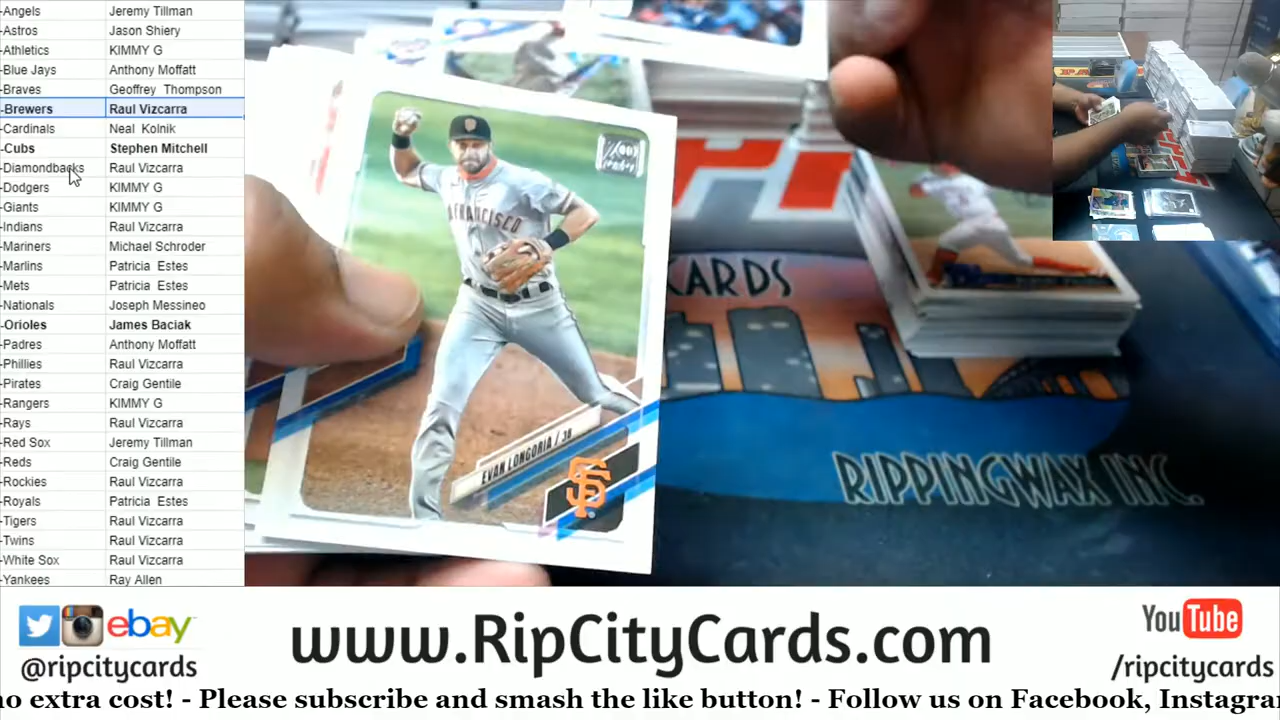 -Angels Jeremy Tillman
-Astros Jason Shiery
-Athletics KIMMY G
-Blue Jays Anthony Moffatt
-Braves Geoffrey Thompson
-Brewers Raul Vizcarra
-Cardinals Neal Kolnik
-Cubs Stephen Mitchell
-Diamondbacks Raul Vizcarra
-Dodgers KIMMY G
-Giants KIMMY G
-Indians Raul Vizcarra
-Mariners Michael Schroder
-Marlins Patricia Estes
-Mets Patricia Estes
-Nationals Joseph Messineo
-Orioles James Baciak
-Padres Anthony Moffatt
-Phillies Raul Vizcarra
-Pirates Craig Gentile
-Rangers KIMMY G
-Rays Raul Vizcarra
-Red Sox Jeremy Tillman
-Reds Craig Gentile
-Rockies Raul Vizcarra
-Royals Patricia Estes
-Tigers Raul Vizcarra
-Twins Raul Vizcarra
-White Sox Raul Vizcarra
-Yankees Ray Allen
70
FRANCISCO
EVAN LONGORIA / 3B
SF
CARDS
RIPPINGWAX INC.
ebay
@ripcitycards
www.RipCityCards.com
YouTube
/ripcitycards
no extra cost! - Please subscribe and smash the like button! - Follow us on Facebook, Instagra